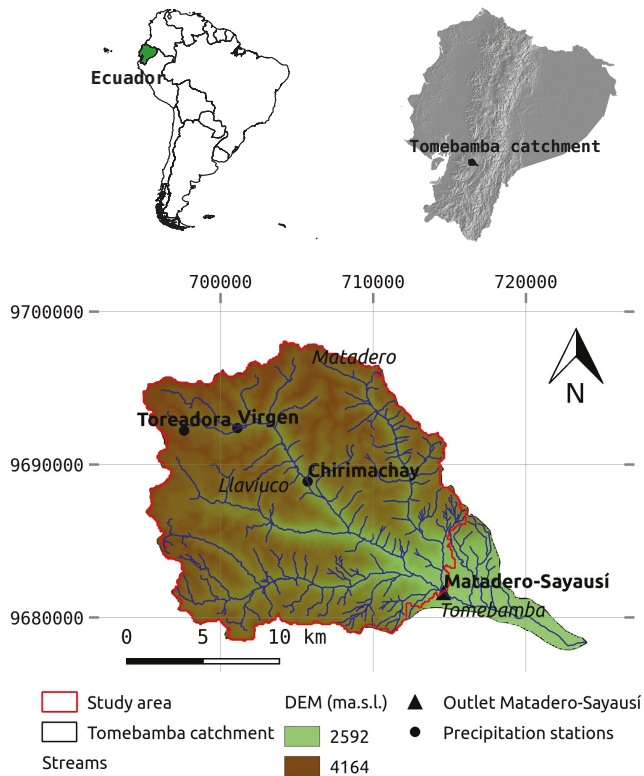 Ecuador
Tomebamba catchment
700000 710000 720000
9700000
Matadero
N
Toreadora Virgen
9690000
Chirimachay
Llaviuco
Matadero-Sayausí
Tomebamba
9680000
0 5 10 km
Study area DEM (m a.s.l.) Outlet Matadero-Sayausí
Tomebamba catchment 2592 Precipitation stations
Streams 4164